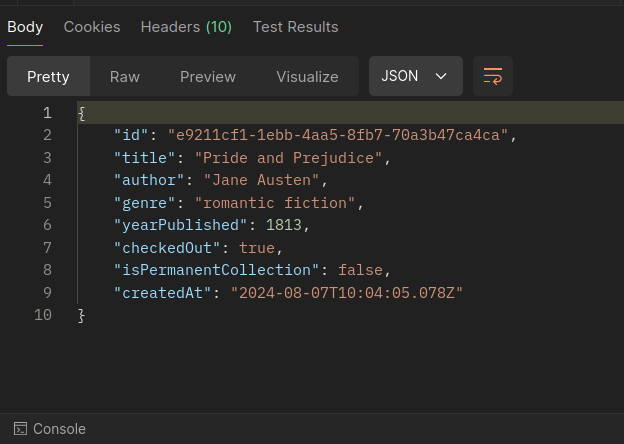 Body Cookies Headers (10) Test Results
Pretty Raw Preview Visualize JSON
1 {
2 "id": "e9211cf1-1ebb-4aa5-8fb7-70a3b47ca4ca",
3 "title": "Pride and Prejudice",
4 "author": "Jane Austen",
5 "genre": "romantic fiction",
6 "yearPublished": 1813,
7 "checkedOut": true,
8 "isPermanentCollection": false,
9 "createdAt": "2024-08-07T10:04:05.078Z"
10 }
Console